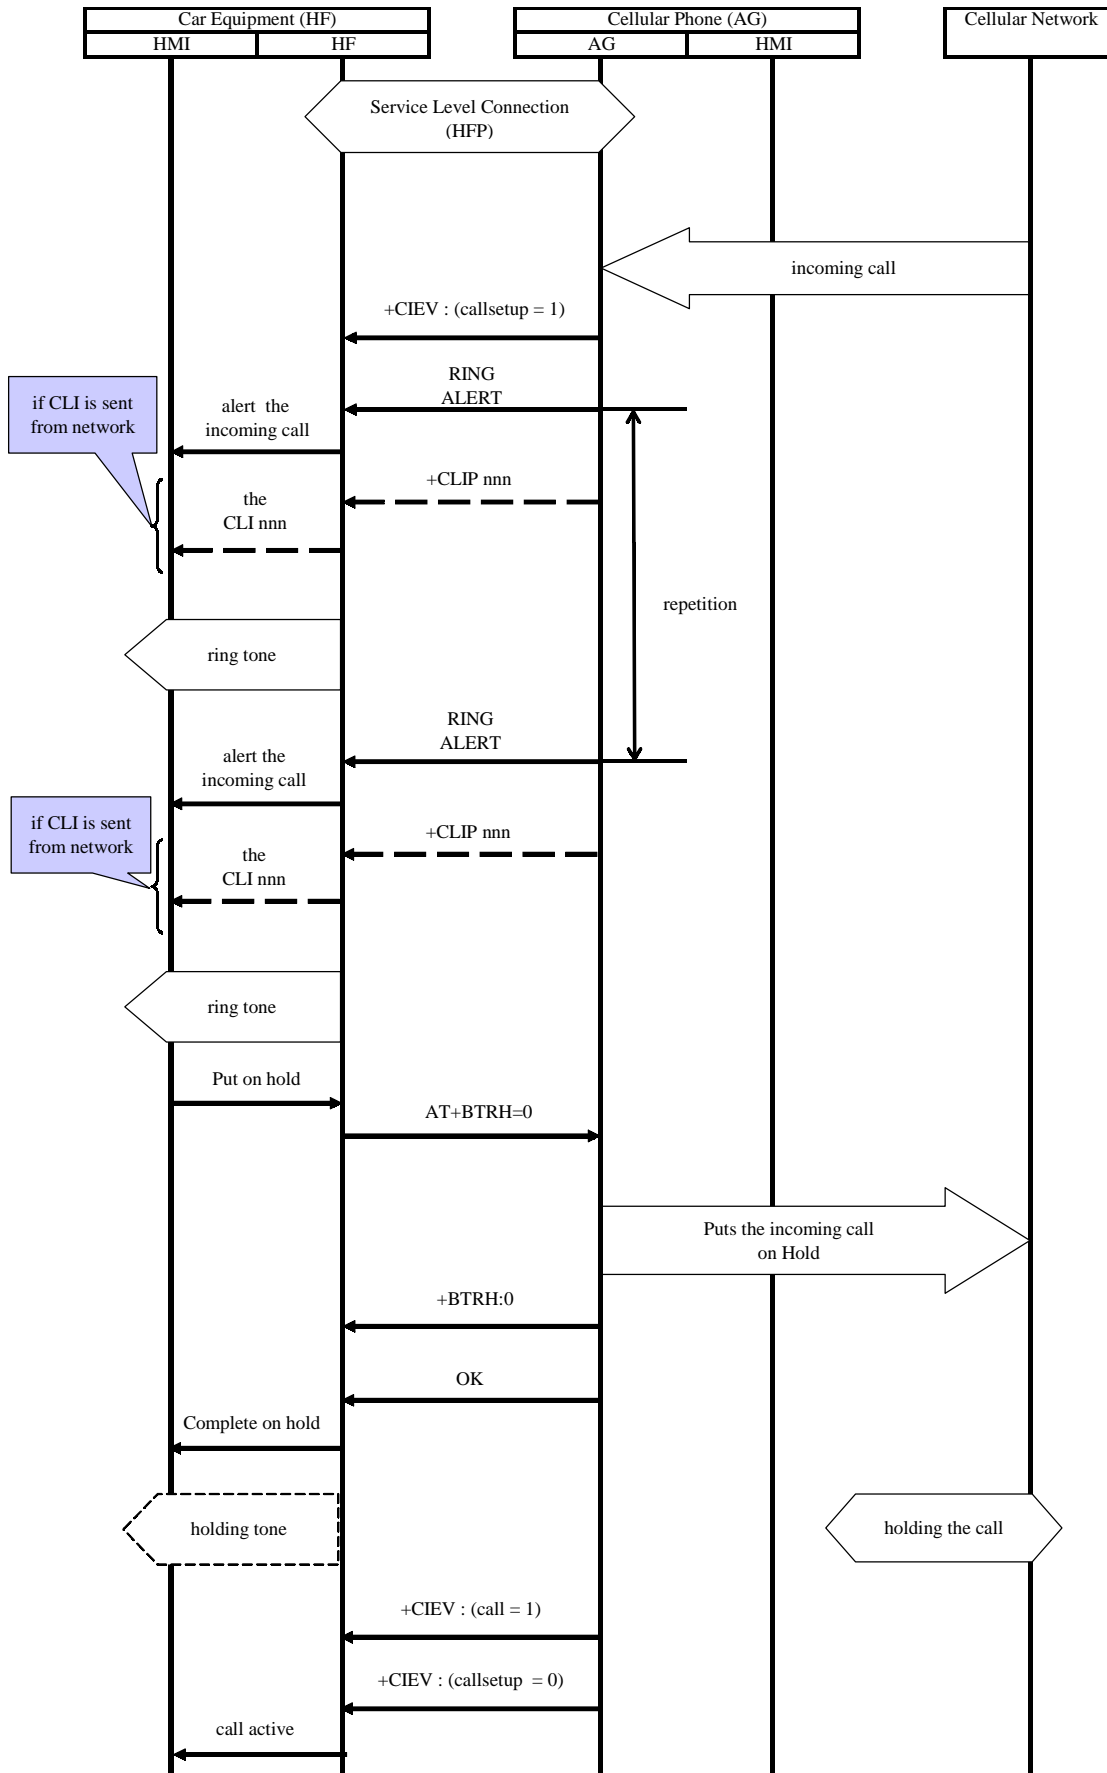 Car Equipment (HF)
Cellular Phone (AG)
Cellular Network
HMI
HF
AG
HMI
Service Level Connection
(HFP)
incoming call
+CIEV : (callsetup = 1)
RING
ALERT
if CLI is sent
from network
alert the
incoming call
+CLIP nnn
the
CLI nnn
repetition
ring tone
RING
ALERT
alert the
incoming call
if CLI is sent
from network
+CLIP nnn
the
CLI nnn
ring tone
Put on hold
AT+BTRH=0
Puts the incoming call
on Hold
+BTRH:0
OK
Complete on hold
holding tone
holding the call
+CIEV : (call = 1)
+CIEV : (callsetup = 0)
call active